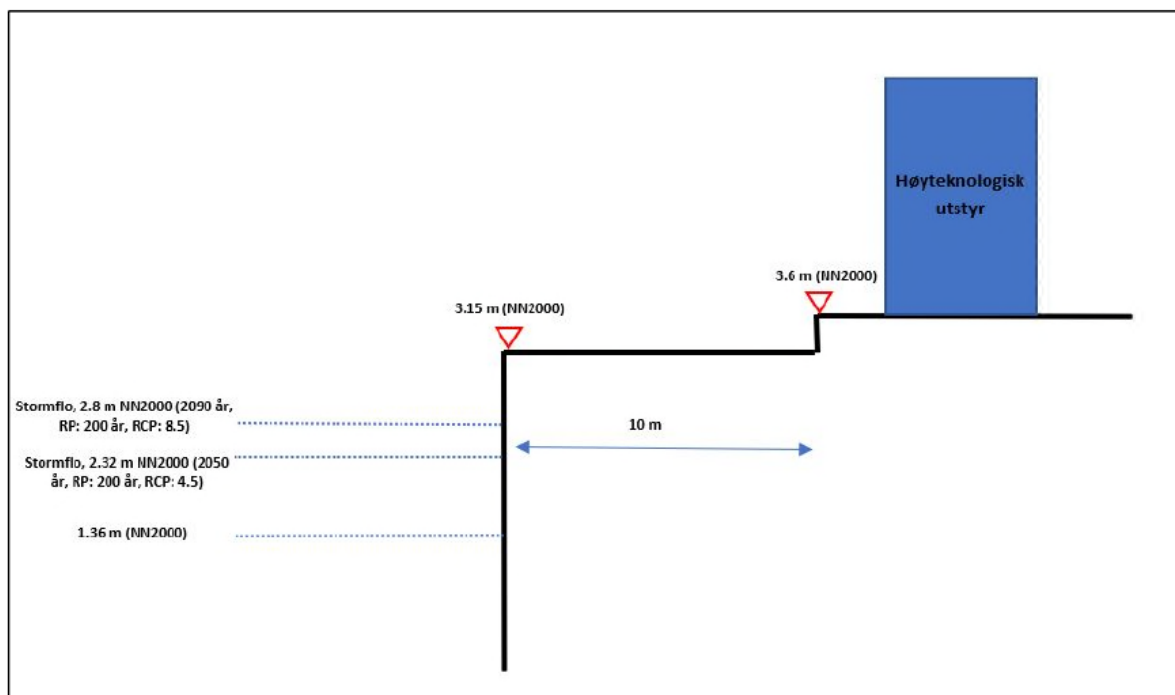 Høyteknologisk
utstyr
3.6 m (NN2000)
3.15 m (NN2000)
Stormflo, 2.8 m NN2000 (2090 år,
RP: 200 år, RCP: 8.5)
10 m
Stormflo, 2.32 m NN2000 (2050
år, RP: 200 år, RCP: 4.5)
1.36 m (NN2000)